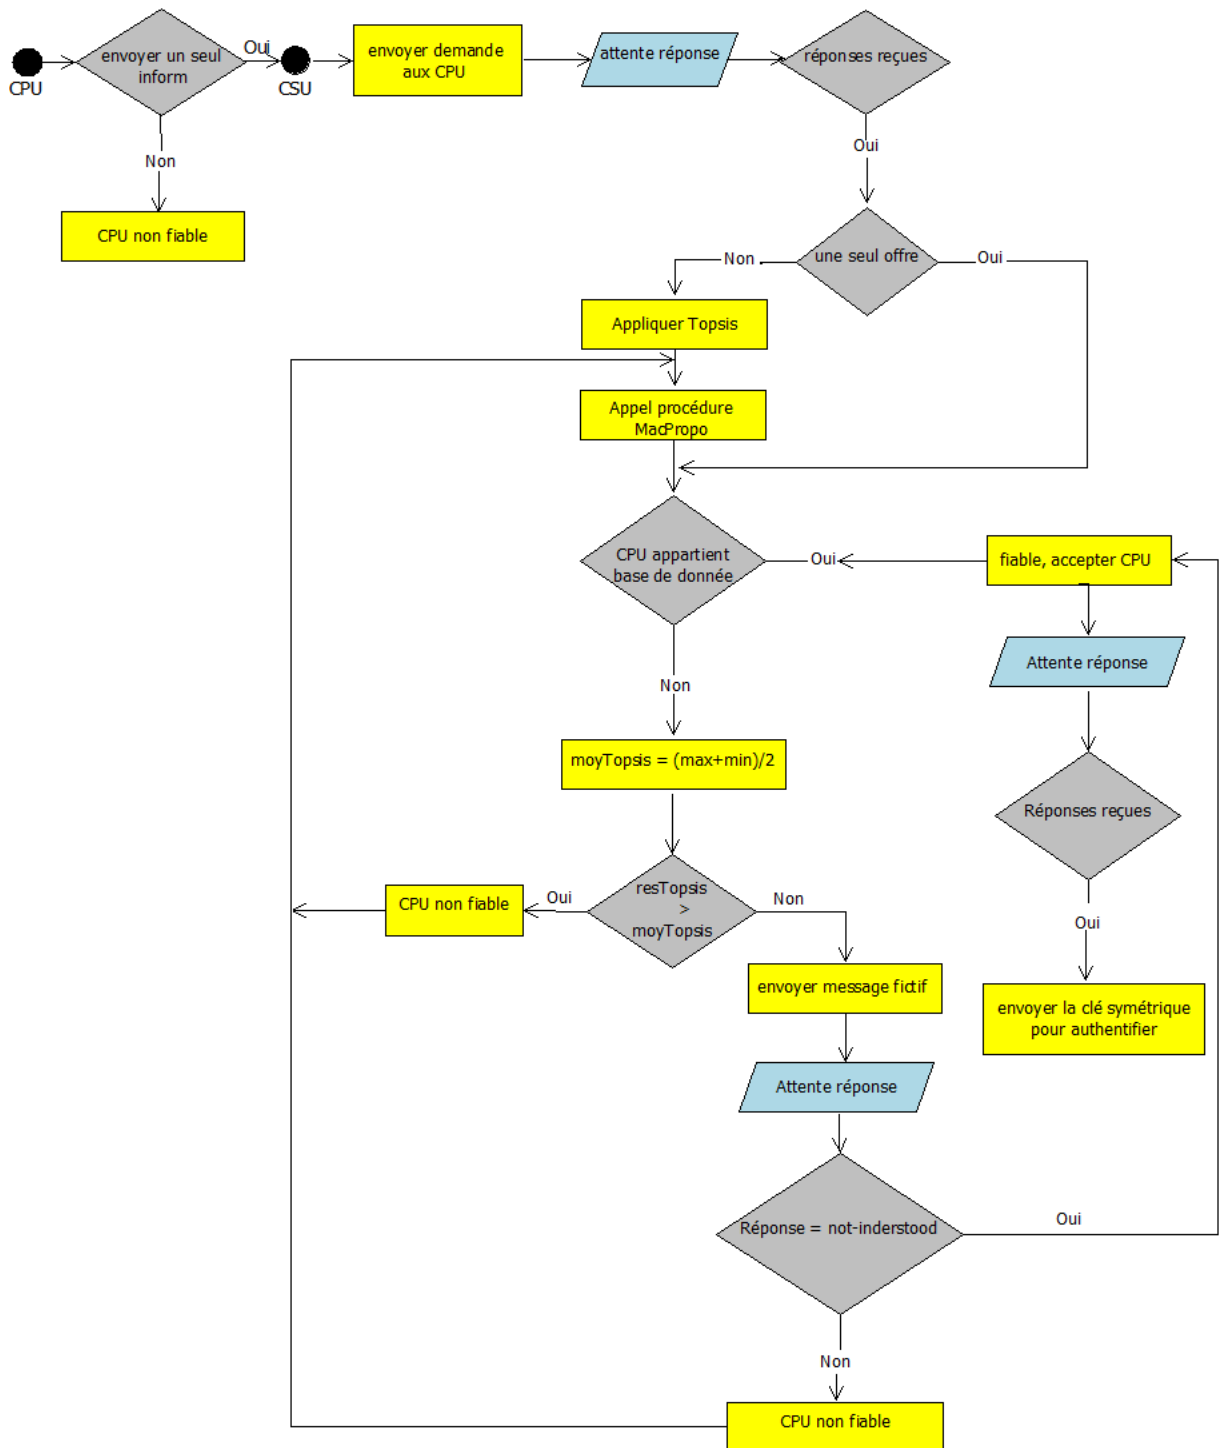 envoyer un seul
inform
Oui
CPU
CSU
envoyer demande
aux CPU
attente réponse
réponses reçues
Non
Oui
CPU non fiable
une seul offre
Non
Oui
Appliquer Topsis
Appel procédure
MacPropo
CPU appartient
base de donnée
Oui
fiable, accepter CPU
Attente réponse
Non
moyTopsis = (max+min)/2
Réponses reçues
resTopsis
>
moyTopsis
Oui
CPU non fiable
Non
Oui
envoyer message fictif
envoyer la clé symétrique
pour authentifier
Attente réponse
Réponse = not-inderstood
Oui
Non
CPU non fiable